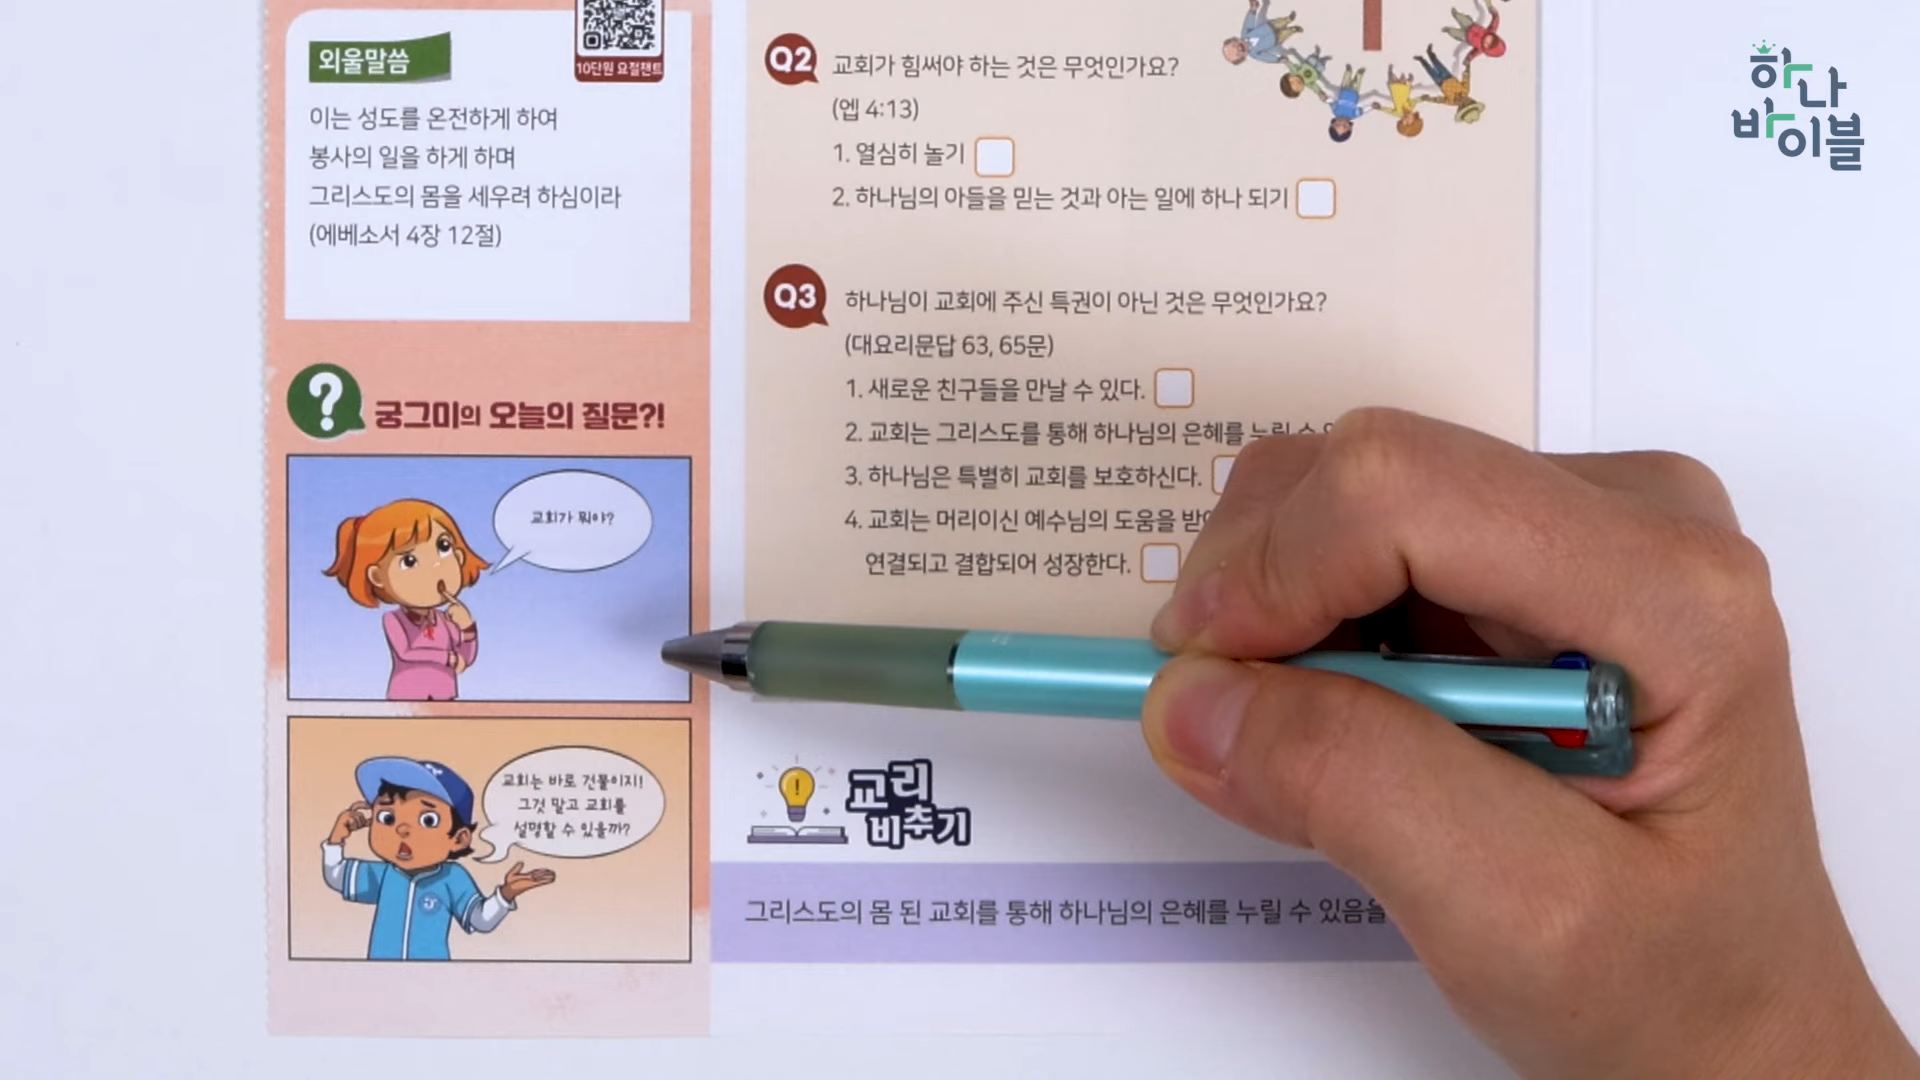 외울말씀
10단원 요절챈트
이는 성도를 온전하게 하여
봉사의 일을 하게 하며
그리스도의 몸을 세우려 하심이라
(에베소서 4장 12절)
?
궁그미의 오늘의 질문?!
교회가 뭐야?
교회는 바로 건물이지!
그것 말고 교회를
설명할 수 있을까?
Q2
교회가 힘써야 하는 것은 무엇인가요?
(엡 4:13)
1. 열심히 놀기
2. 하나님의 아들을 믿는 것과 아는 일에 하나 되기
Q3
하나님이 교회에 주신 특권이 아닌 것은 무엇인가요?
(대요리문답 63, 65문)
1. 새로운 친구들을 만날 수 있다.
2. 교회는 그리스도를 통해 하나님의 은혜를 누릴 수
3. 하나님은 특별히 교회를 보호하신다.
4. 교회는 머리이신 예수님의 도움을
연결되고 결합되어 성장한다.
!
교리
비추기
그리스도의 몸 된 교회를 통해 하나님의 은혜를 누릴 수 있음을
하나
바이블